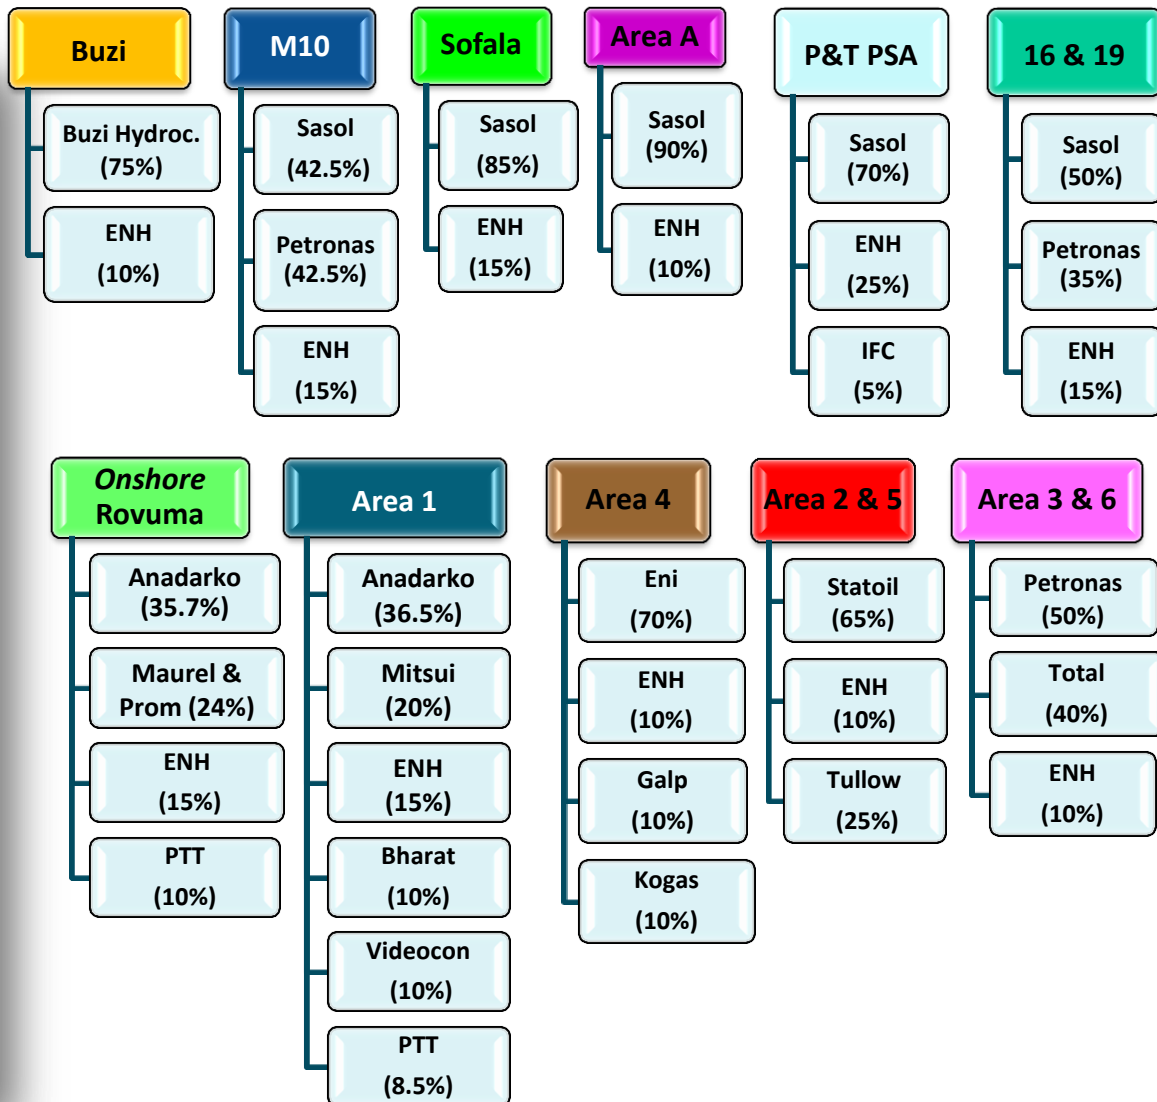 Buzi
Buzi Hydroc.
(75%)
ENH
(10%)
M10
Sasol
(42.5%)
Petronas
(42.5%)
ENH
(15%)
Sofala
Sasol
(85%)
ENH
(15%)
Area A
Sasol
(90%)
ENH
(10%)
P&T PSA
Sasol
(70%)
ENH
(25%)
IFC
(5%)
16 & 19
Sasol
(50%)
Petronas
(35%)
ENH
(15%)
Onshore
Rovuma
Anadarko
(35.7%)
Maurel &
Prom (24%)
ENH
(15%)
PTT
(10%)
Area 1
Anadarko
(36.5%)
Mitsui
(20%)
ENH
(15%)
Bharat
(10%)
Videocon
(10%)
PTT
(8.5%)
Area 4
Eni
(70%)
ENH
(10%)
Galp
(10%)
Kogas
(10%)
Area 2 & 5
Statoil
(65%)
ENH
(10%)
Tullow
(25%)
Area 3 & 6
Petronas
(50%)
Total
(40%)
ENH
(10%)